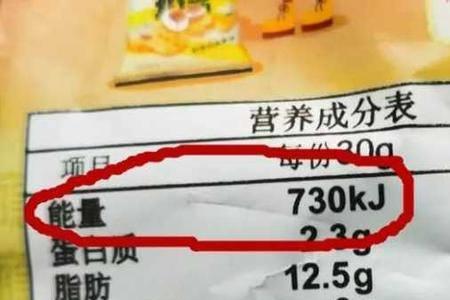 营养成分表
项目 每份30g
能量 730kJ
蛋白质 2.3g
脂肪 12.5g